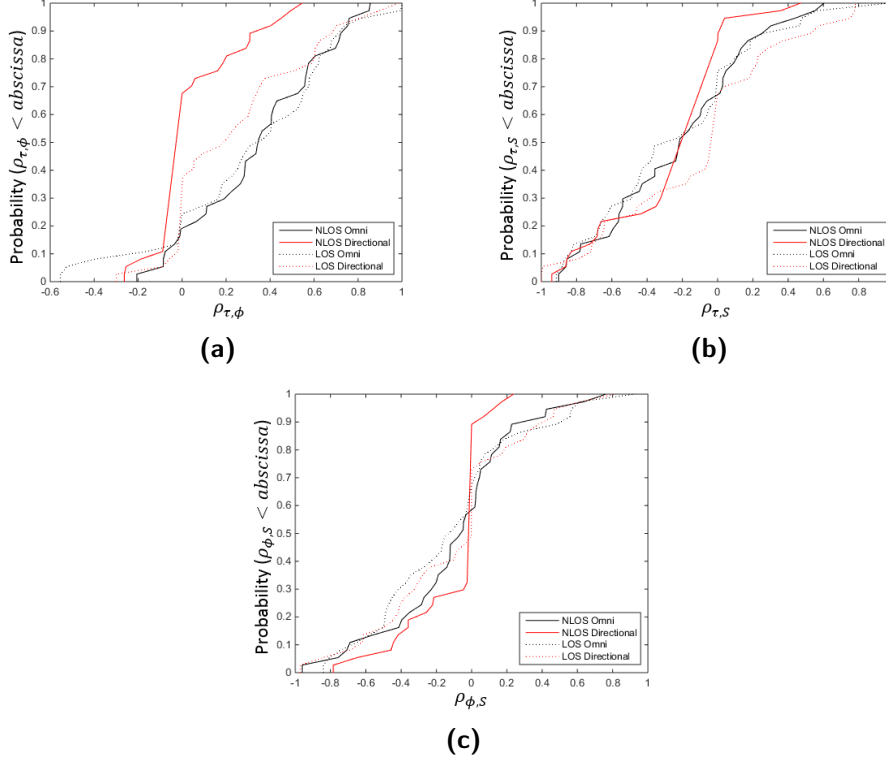 Probability (ρτ,ϕ < abscissa)
1
0.9
0.8
0.7
0.6
0.5
0.4
0.3
0.2
0.1
0
-0.6 -0.4 -0.2 0 0.2 0.4 0.6 0.8 1
NLOS Omni
NLOS Directional
LOS Omni
LOS Directional
ρτ,ϕ
(a)
Probability (ρτ,S < abscissa)
1
0.9
0.8
0.7
0.6
0.5
0.4
0.3
0.2
0.1
0
-1 -0.8 -0.6 -0.4 -0.2 0 0.2 0.4 0.6 0.8
NLOS Omni
NLOS Directional
LOS Omni
LOS Directional
ρτ,S
(b)
Probability (ρϕ,S < abscissa)
1
0.9
0.8
0.7
0.6
0.5
0.4
0.3
0.2
0.1
0
-1 -0.8 -0.6 -0.4 -0.2 0 0.2 0.4 0.6 0.8 1
NLOS Omni
NLOS Directional
LOS Omni
LOS Directional
ρϕ,S
(c)